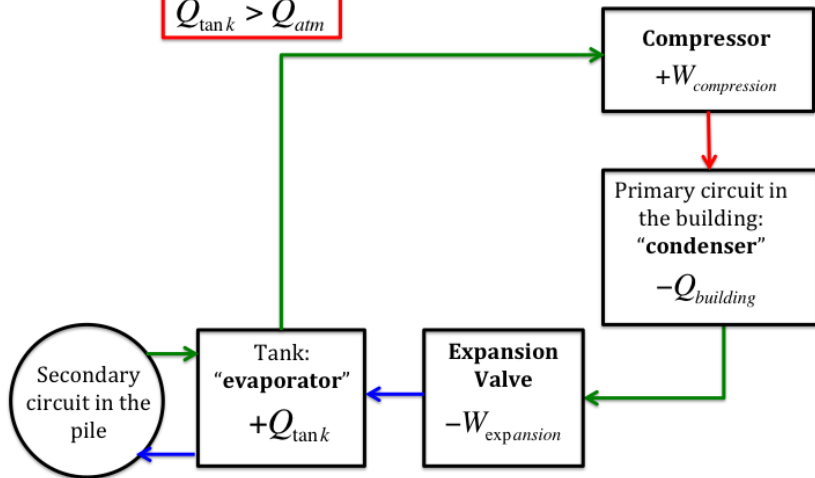 Q_tank > Q_atm
Compressor
+W_compression
Primary circuit in
the building:
“condenser”
−Q_building
Tank:
“evaporator”
+Q_tank
Expansion
Valve
−W_expansion
Secondary
circuit in the
pile